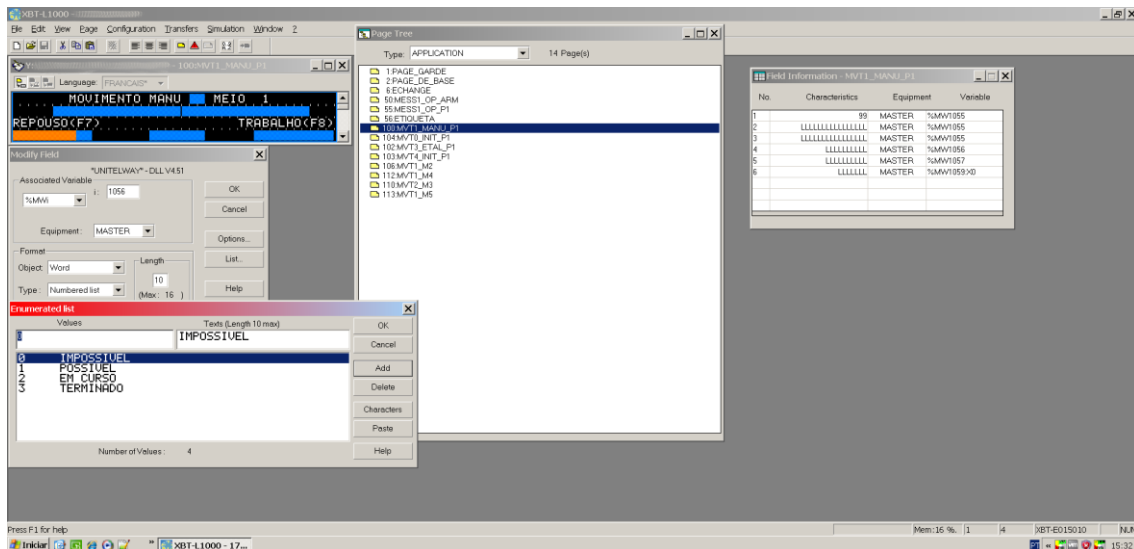 XBT-L1000 -
File Edit View Page Configuration Transfers Simulation Window ?
- 100:MVT1_MANU_P1
Language: FRANCAIS*
MOVIMENTO MANU MEIO 1
REPOUSO(F7) TRABALHO(F8)
Modify Field
"UNITELWAY" - DLL V4.51
Associated Variable
%MWi i: 1056
OK
Cancel
Equipment: MASTER
Options...
Format
Object: Word
Length
List...
Type: Numbered list
10
(Max: 16 )
Help
Enumerated list
Values Texts (Length 10 max)
0 IMPOSSIVEL
0 IMPOSSIVEL
1 POSSIVEL
2 EM CURSO
3 TERMINADO
OK
Cancel
Add
Delete
Characters
Paste
Help
Number of Values : 4
Page Tree
Type: APPLICATION 14 Page(s)
1:PAGE_GARDE
2:PAGE_DE_BASE
6:ECHANGE
50:MESS1_OP_ARM
55:MESS1_OP_P1
56:ETIQUETA
100:MVT1_MANU_P1
104:MVT0_INIT_P1
102:MVT3_ETAL_P1
103:MVT4_INIT_P1
106:MVT1_M2
112:MVT1_M4
110:MVT2_M3
113:MVT1_M5
Field Information - MVT1_MANU_P1
No. Characteristics Equipment Variable
1 99 MASTER %MW1055
2 LLLLLLLLLLLLLLLL MASTER %MW1055
3 LLLLLLLLLL MASTER %MW1055
4 LLLLLLLLLL MASTER %MW1056
5 LLLLLLLLLL MASTER %MW1057
6 LLLLLLL MASTER %MW1059:X0
Press F1 for help
Mem:16 %. 1 4 XBT-E015010 NUM
Iniciar XBT-L1000 - 17... PT 15:32